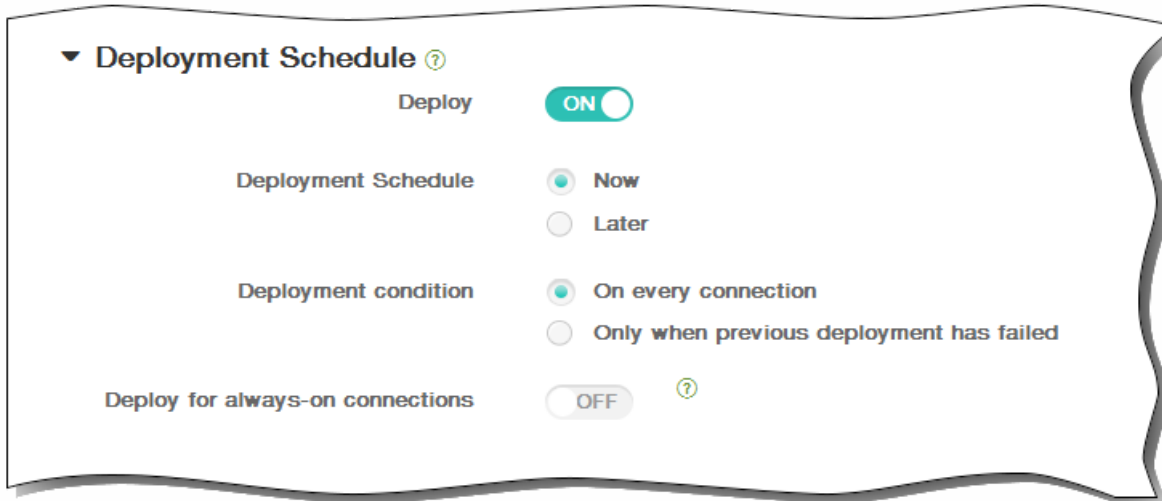 Deployment Schedule ?
Deploy ON
Deployment Schedule Now
Later
Deployment condition On every connection
Only when previous deployment has failed
Deploy for always-on connections OFF ?